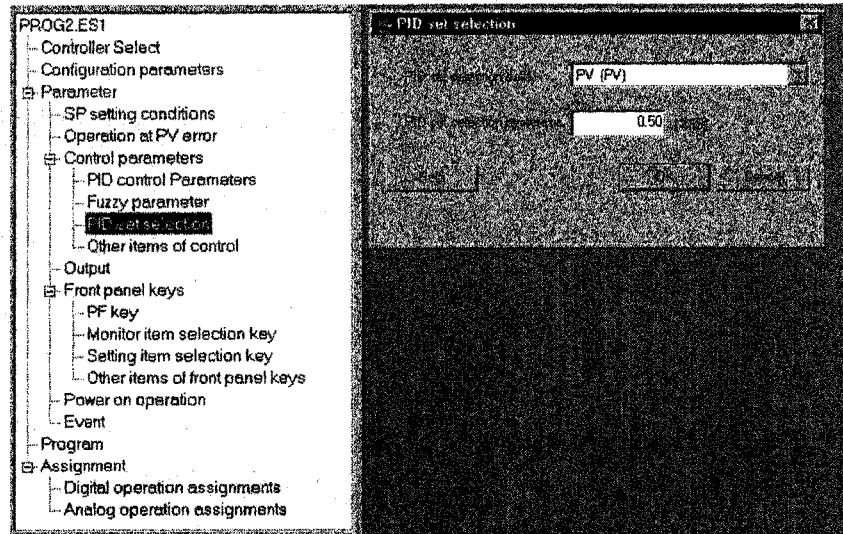 PROG2.ES1
Controller Select
Configuration parameters
Parameter
SP setting conditions
Operation at PV error
Control parameters
PID control Parameters
Fuzzy parameter
PID set selection
Other items of control
Output
Front panel keys
PF key
Monitor item selection key
Setting item selection key
Other items of front panel keys
Power on operation
Event
Program
Assignment
Digital operation assignments
Analog operation assignments
PID set selection
PV (PV)
0.50
OK
Cancel